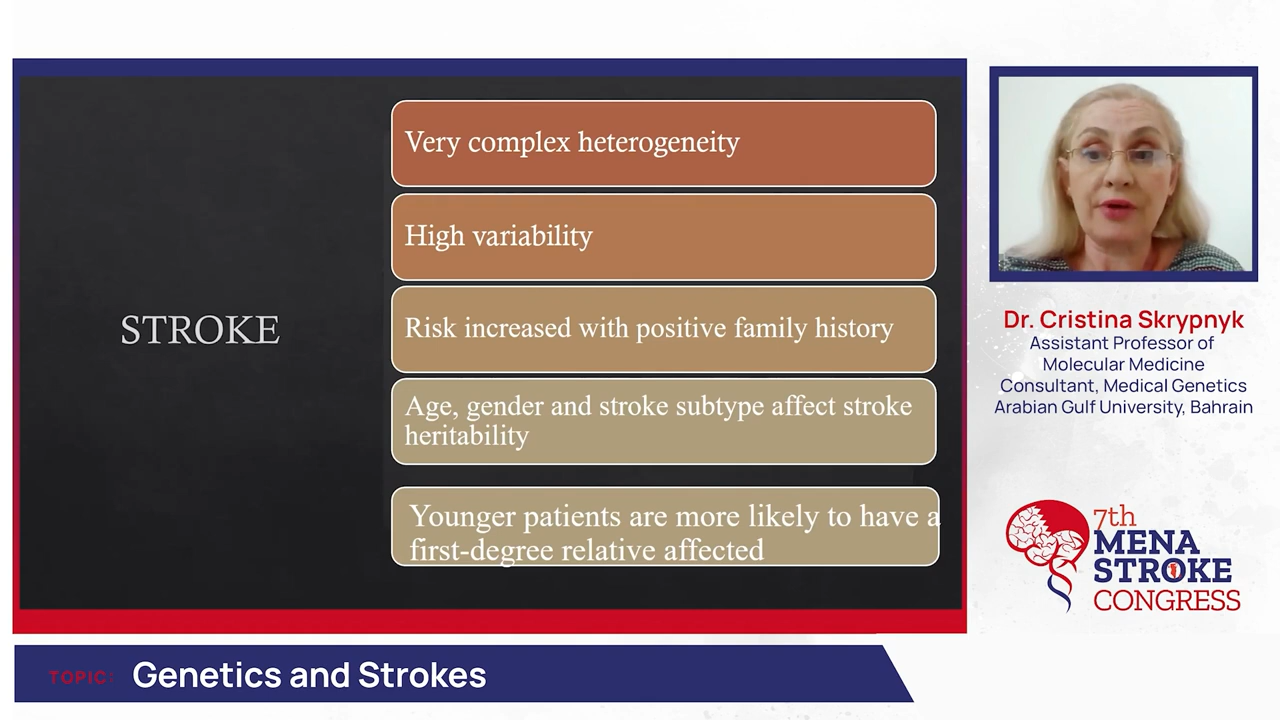 STROKE
Very complex heterogeneity
High variability
Risk increased with positive family history
Age, gender and stroke subtype affect stroke
heritability
Younger patients are more likely to have a
first-degree relative affected
Dr. Cristina Skrypnyk
Assistant Professor of
Molecular Medicine
Consultant, Medical Genetics
Arabian Gulf University, Bahrain
7th
MENA
STROKE
CONGRESS
TOPIC: Genetics and Strokes